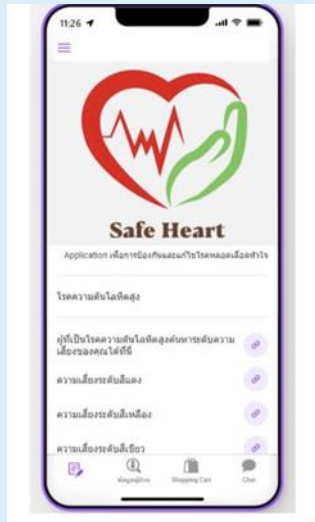 11:26
Safe Heart
Application เพื่อการป้องกันและแก้ไขโรคหลอดเลือดหัวใจ
โรคความดันโลหิตสูง
ผู้ที่เป็นโรคความดันโลหิตสูงค้นหาระดับความ
เสี่ยงของคุณได้ที่นี่
ความเสี่ยงระดับสีแดง
ความเสี่ยงระดับสีเหลือง
ความเสี่ยงระดับสีเขียว
ข้อมูลผู้ป่วย
Shopping Cart
Chat